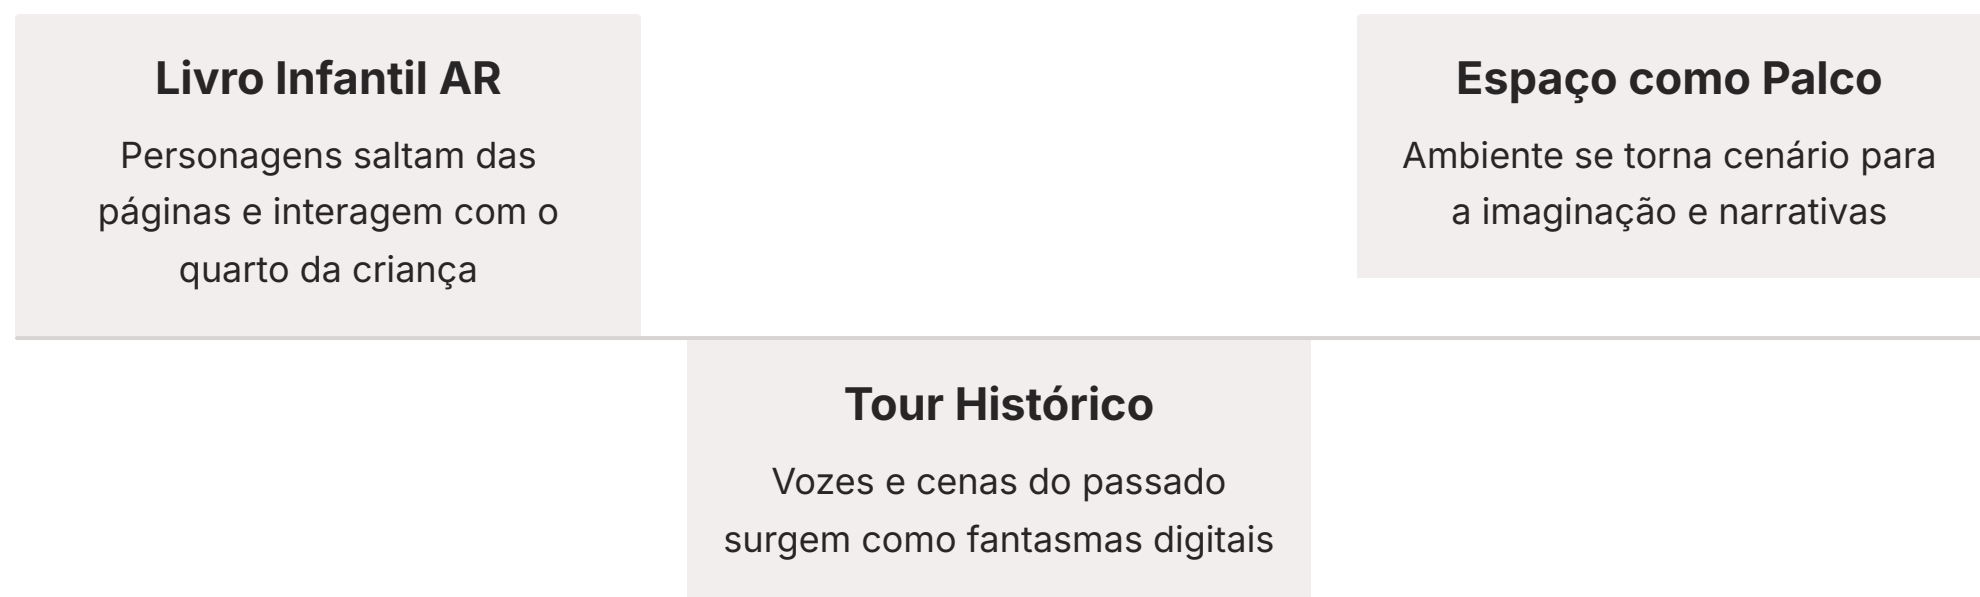 Livro Infantil AR
Personagens saltam das
páginas e interagem com o
quarto da criança
Tour Histórico
Vozes e cenas do passado
surgem como fantasmas digitais
Espaço como Palco
Ambiente se torna cenário para
a imaginação e narrativas